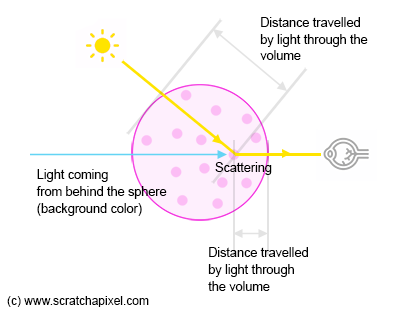 Distance travelled
by light through the
volume
Scattering
Light coming
from behind the sphere
(background color)
Distance travelled
by light through
the volume
(c) www.scratchapixel.com